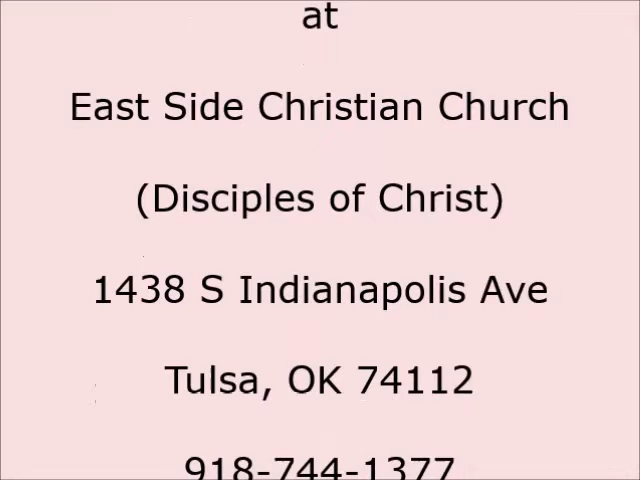 at
East Side Christian Church
(Disciples of Christ)
1438 S Indianapolis Ave
Tulsa, OK 74112
918-744-1377